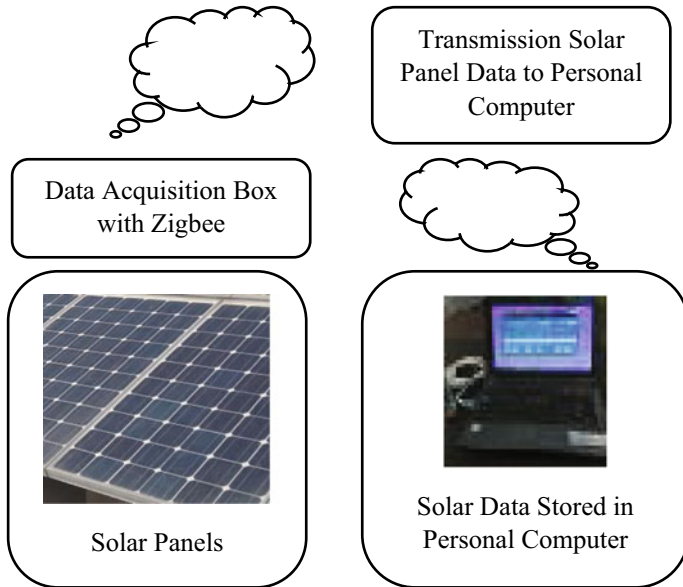 Transmission Solar
Panel Data to Personal
Computer
Data Acquisition Box
with Zigbee
Solar Panels
Solar Data Stored in
Personal Computer